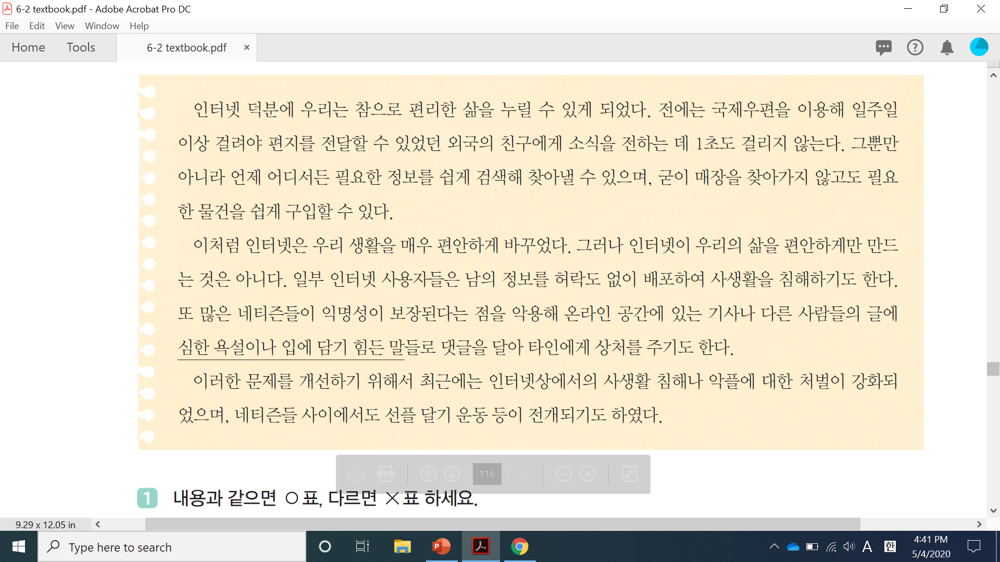 6-2 textbook.pdf - Adobe Acrobat Pro DC
File Edit View Window Help
Home Tools 6-2 textbook.pdf ×
인터넷 덕분에 우리는 참으로 편리한 삶을 누릴 수 있게 되었다. 전에는 국제우편을 이용해 일주일
이상 걸려야 편지를 전달할 수 있었던 외국의 친구에게 소식을 전하는 데 1초도 걸리지 않는다. 그뿐만
아니라 언제 어디서든 필요한 정보를 쉽게 검색해 찾아낼 수 있으며, 굳이 매장을 찾아가지 않고도 필요
한 물건을 쉽게 구입할 수 있다.
이처럼 인터넷은 우리 생활을 매우 편안하게 바꾸었다. 그러나 인터넷이 우리의 삶을 편안하게만 만드
는 것은 아니다. 일부 인터넷 사용자들은 남의 정보를 허락도 없이 배포하여 사생활을 침해하기도 한다.
또 많은 네티즌들이 익명성이 보장된다는 점을 악용해 온라인 공간에 있는 기사나 다른 사람들의 글에
심한 욕설이나 입에 담기 힘든 말들로 댓글을 달아 타인에게 상처를 주기도 한다.
이러한 문제를 개선하기 위해서 최근에는 인터넷상에서의 사생활 침해나 악플에 대한 처벌이 강화되
었으며, 네티즌들 사이에서도 선플 달기 운동 등이 전개되기도 하였다.
116 / 168
1 내용과 같으면 ○표, 다르면 ×표 하세요.
9.29 x 12.05 in
Type here to search
A 한
4:41 PM
5/4/2020